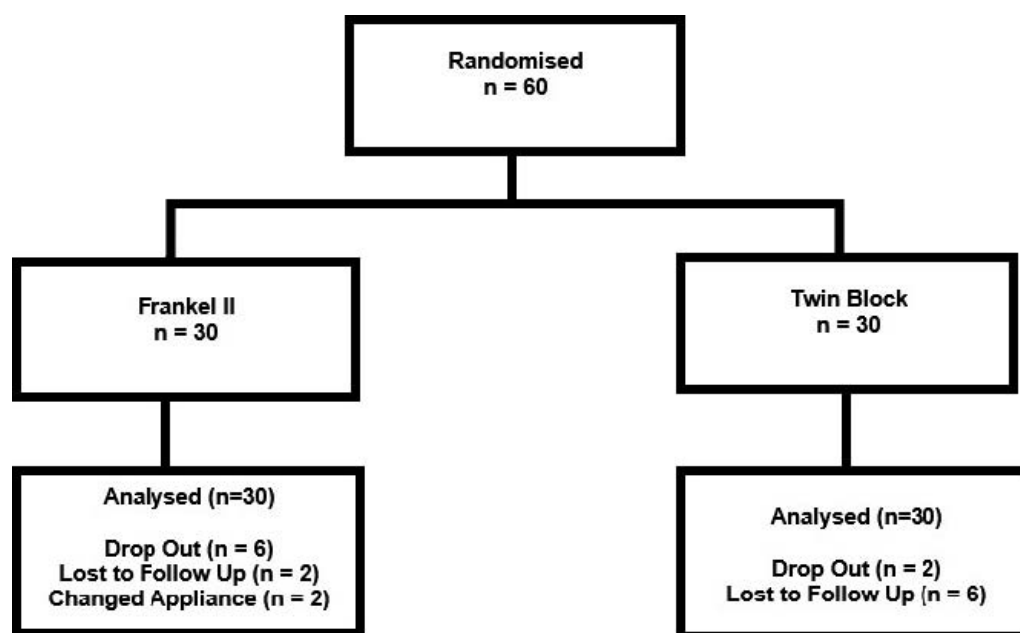 Randomised
n = 60
Frankel II
n = 30
Twin Block
n = 30
Analysed (n=30)
Drop Out (n = 6)
Lost to Follow Up (n = 2)
Changed Appliance (n = 2)
Analysed (n=30)
Drop Out (n = 2)
Lost to Follow Up (n = 6)